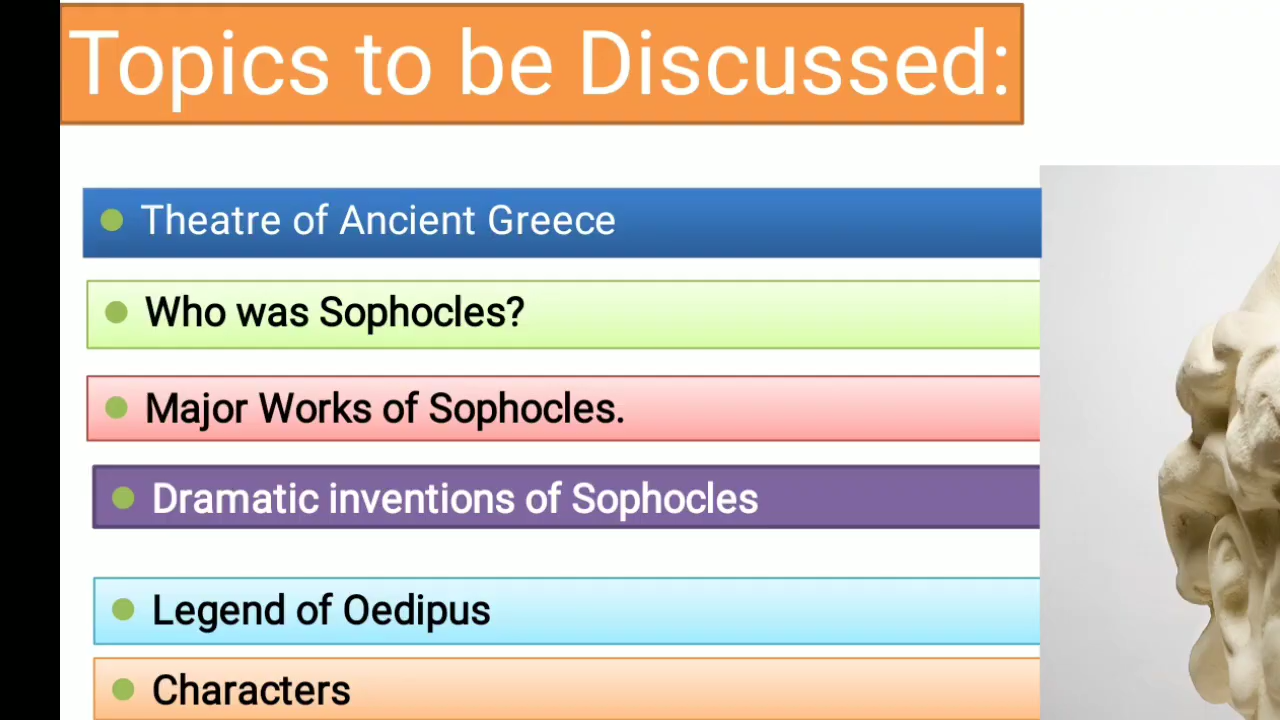 Topics to be Discussed:
Theatre of Ancient Greece
Who was Sophocles?
Major Works of Sophocles.
Dramatic inventions of Sophocles
Legend of Oedipus
Characters